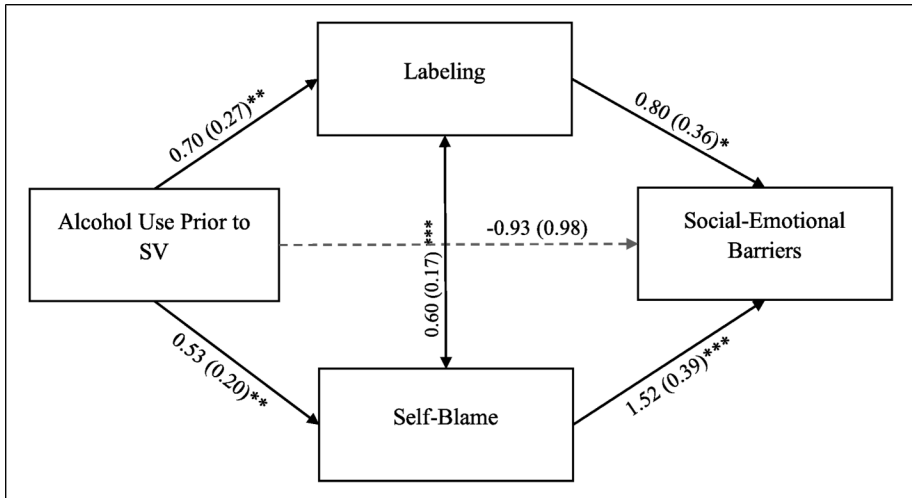 Labeling
0.70 (0.27)**
0.80 (0.36)*
Alcohol Use Prior to
SV
-0.93 (0.98)
Social-Emotional
Barriers
0.60 (0.17) ***
0.53 (0.20)**
Self-Blame
1.52 (0.39)***